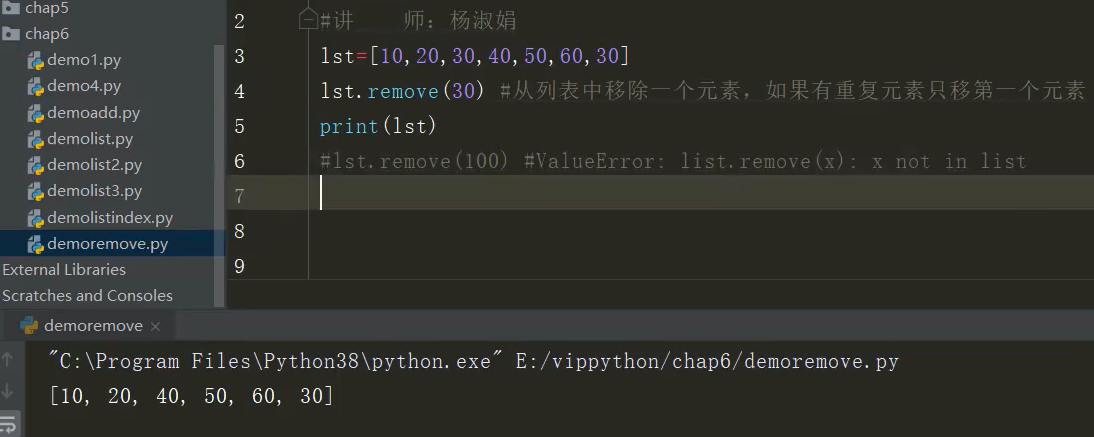 chap5
chap6
demo1.py
demo4.py
demoadd.py
demolist.py
demolist2.py
demolist3.py
demolistindex.py
demoremove.py
External Libraries
Scratches and Consoles
2 #讲 师：杨淑娟
3 lst=[10,20,30,40,50,60,30]
4 lst.remove(30) #从列表中移除一个元素，如果有重复元素只移第一个元素
5 print(lst)
6 #lst.remove(100) #ValueError: list.remove(x): x not in list
7
8
9
demoremove ×
"C:\Program Files\Python38\python.exe" E:/vippython/chap6/demoremove.py
[10, 20, 40, 50, 60, 30]